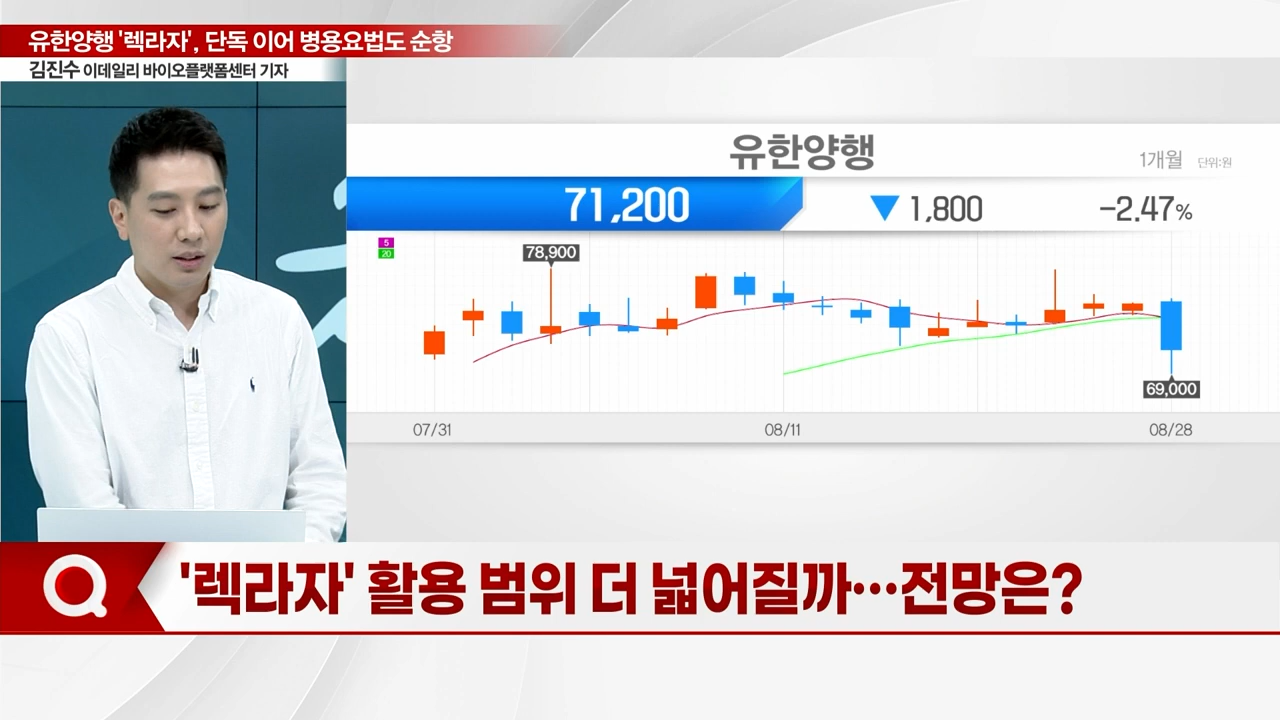 유한양행 '렉라자', 단독 이어 병용요법도 순항
김진수 이데일리 바이오플랫폼센터 기자
유한양행
1개월 단위:원
71,200 ▼ 1,800 -2.47%
5
20
78,900
69,000
07/31 08/11 08/28
Q '렉라자' 활용 범위 더 넓어질까…전망은?